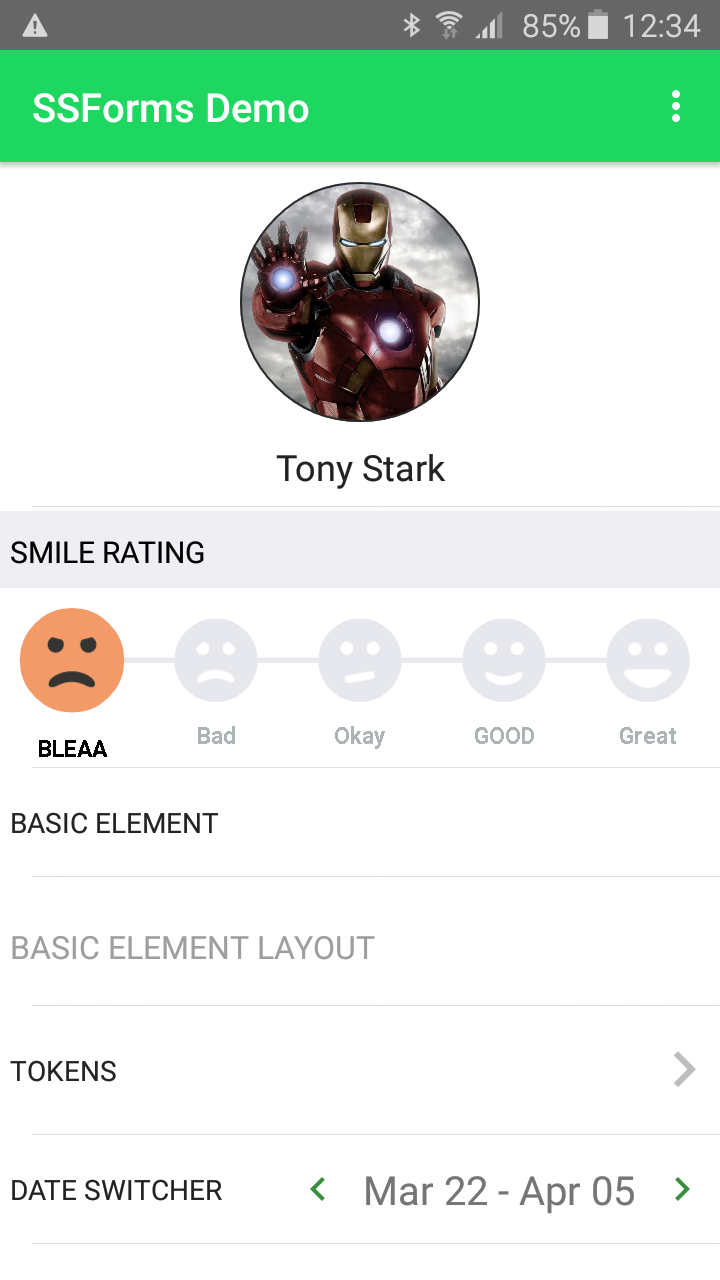 85% 12:34
SSForms Demo
Tony Stark
SMILE RATING
BLEAA Bad Okay GOOD Great
BASIC ELEMENT
BASIC ELEMENT LAYOUT
TOKENS
DATE SWITCHER Mar 22 - Apr 05